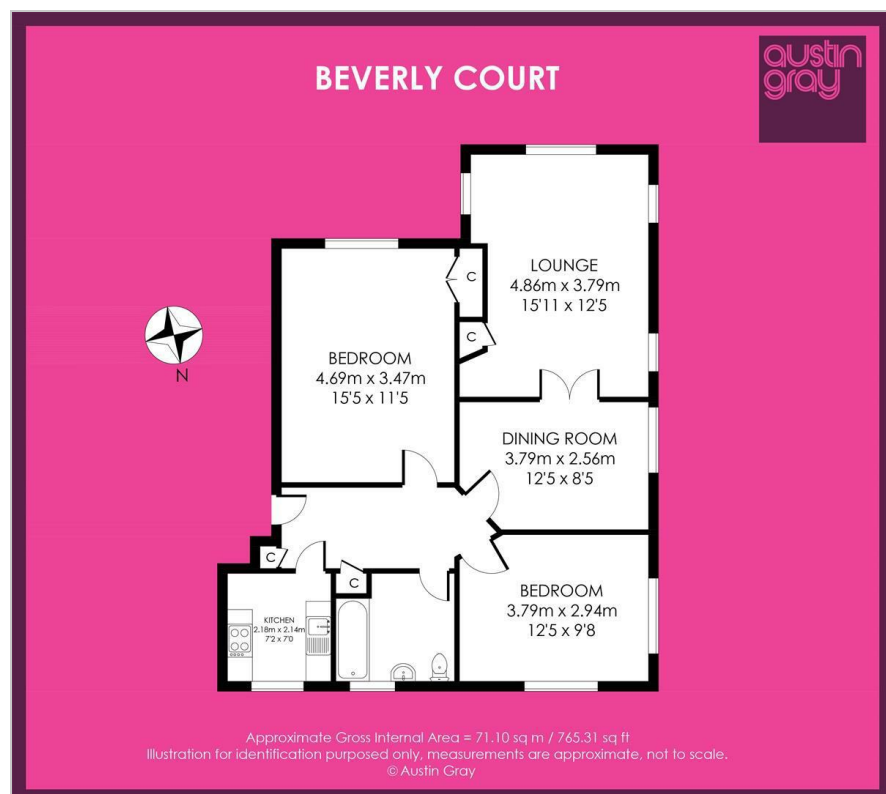 BEVERLY COURT
austin
gray
LOUNGE
4.86m x 3.79m
15'11 x 12'5
C
C
BEDROOM
4.69m x 3.47m
15'5 x 11'5
N
DINING ROOM
3.79m x 2.56m
12'5 x 8'5
C
C
BEDROOM
3.79m x 2.94m
12'5 x 9'8
KITCHEN
2.18m x 2.14m
7'2 x 7'0
Approximate Gross Internal Area = 71.10 sq m / 765.31 sq ft
Illustration for identification purposed only, measurements are approximate, not to scale.
© Austin Gray